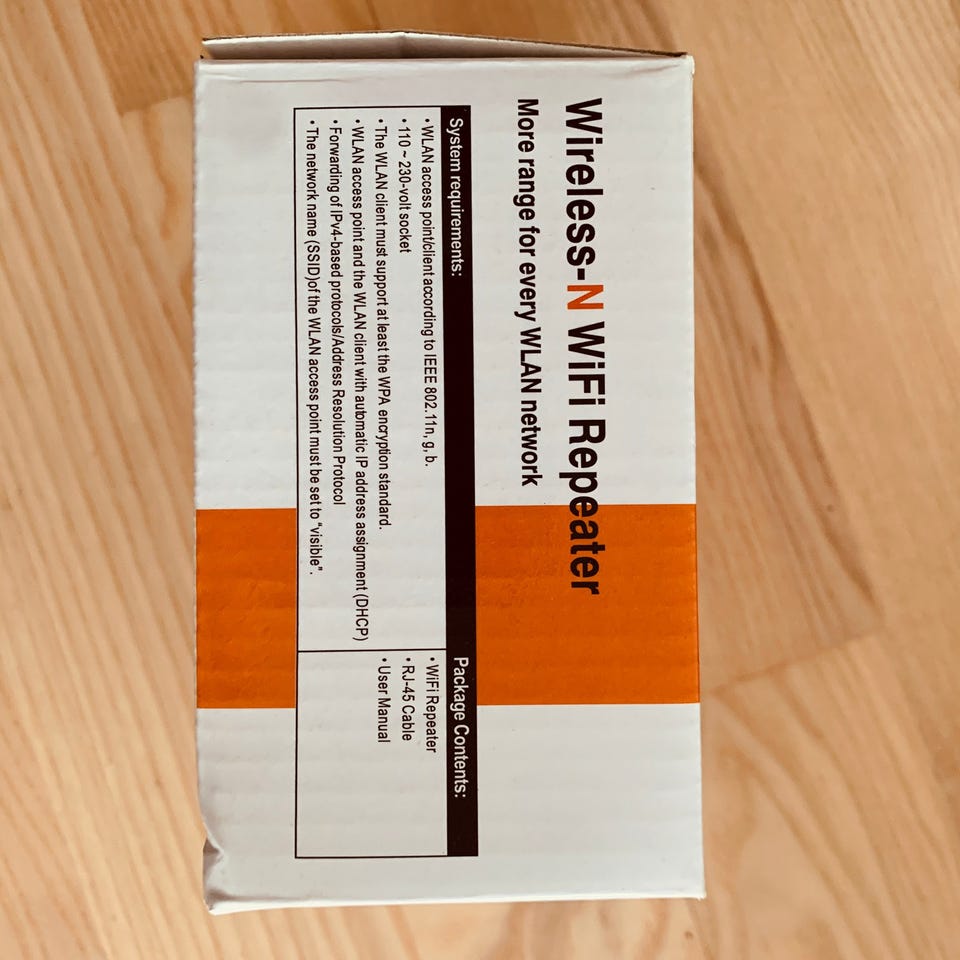 Wireless-N WiFi Repeater
More range for every WLAN network
System requirements:
• WLAN access point/client according to IEEE 802.11n, g, b.
• 110 ~ 230-volt socket
• The WLAN client must support at least the WPA encryption standard.
• WLAN access point and the WLAN client with automatic IP address assignment (DHCP)
• Forwarding of IPv4-based protocols/Address Resolution Protocol
• The network name (SSID)of the WLAN access point must be set to "visible".
Package Contents:
• WiFi Repeater
• RJ-45 Cable
• User Manual